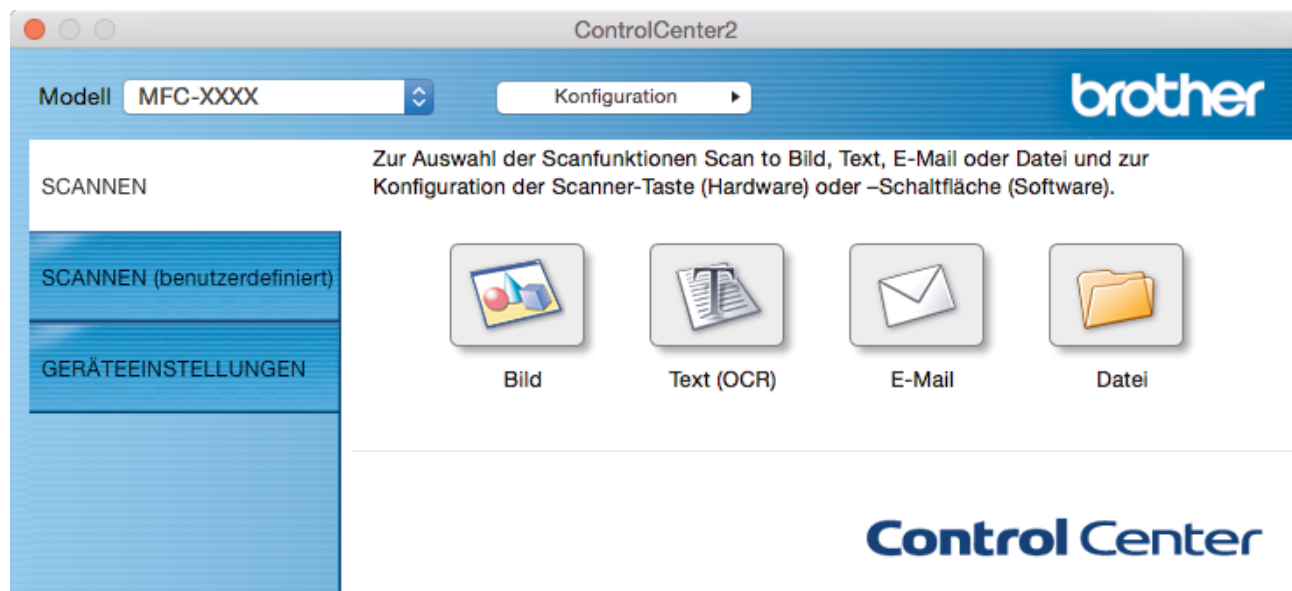 ControlCenter2
Modell MFC-XXXX Konfiguration brother
SCANNEN
Zur Auswahl der Scanfunktionen Scan to Bild, Text, E-Mail oder Datei und zur
Konfiguration der Scanner-Taste (Hardware) oder –Schaltfläche (Software).
SCANNEN (benutzerdefiniert)
GERÄTEEINSTELLUNGEN
Bild Text (OCR) E-Mail Datei
Control Center